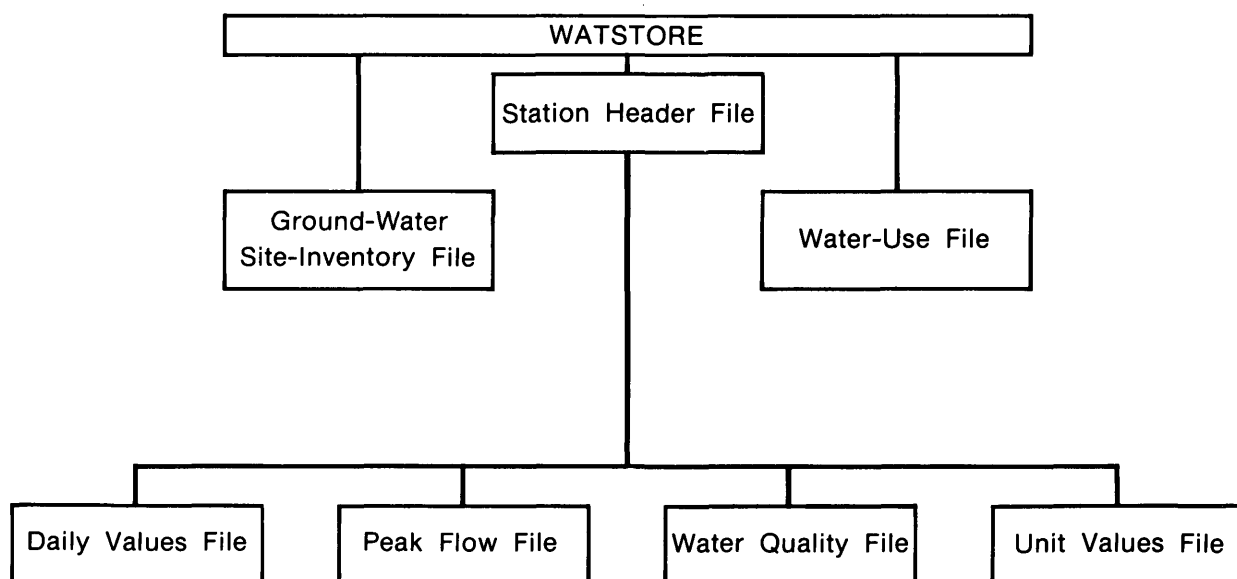 WATSTORE
Station Header File
Ground-Water
Site-Inventory File
Water-Use File
Daily Values File
Peak Flow File
Water Quality File
Unit Values File